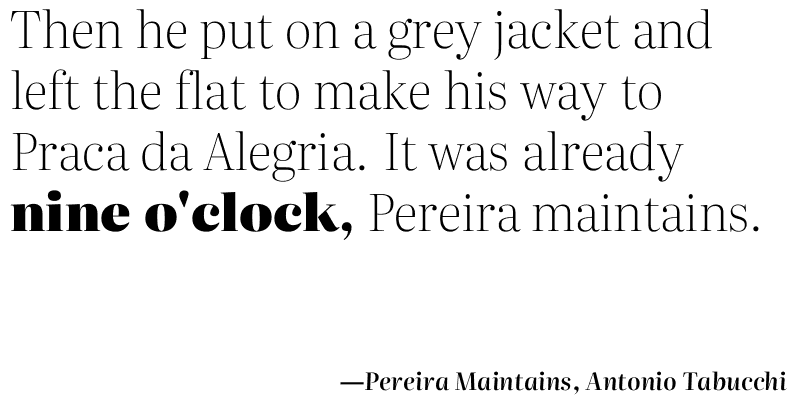 Then he put on a grey jacket and
left the flat to make his way to
Praca da Alegria. It was already
nine o'clock, Pereira maintains.
—Pereira Maintains, Antonio Tabucchi